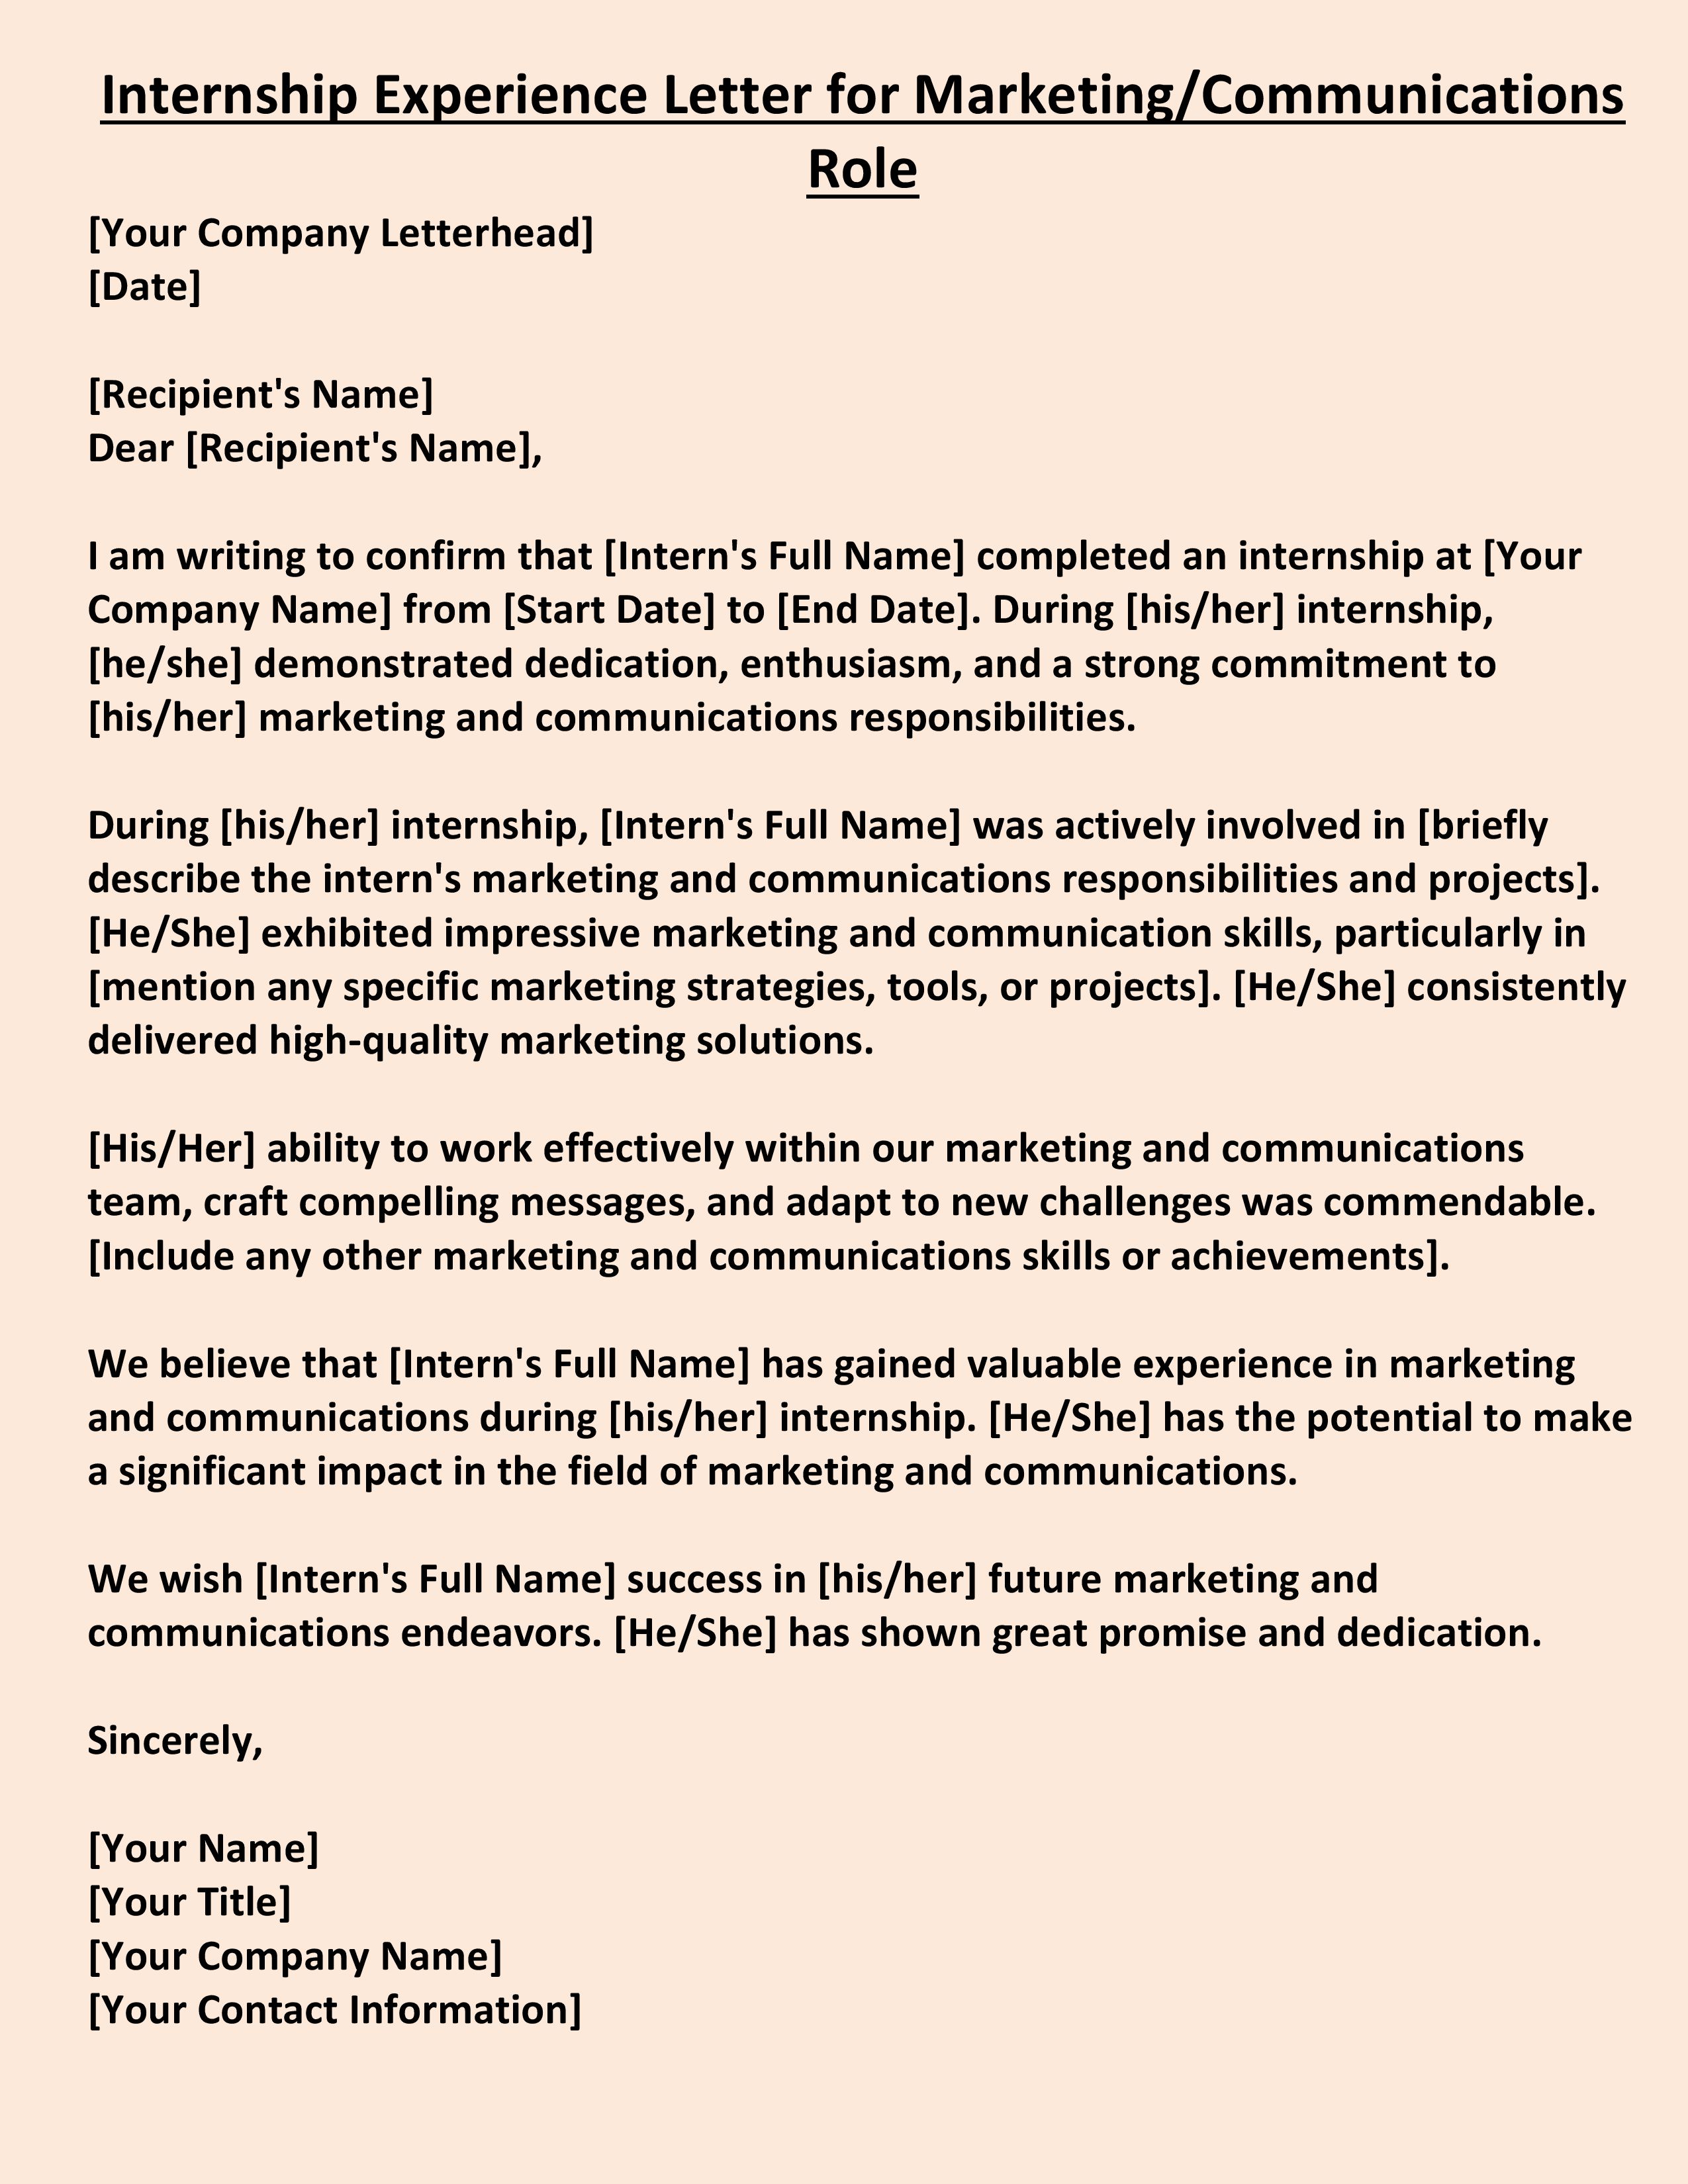 Internship Experience Letter for Marketing/Communications
Role
[Your Company Letterhead]
[Date]
[Recipient's Name]
Dear [Recipient's Name],
I am writing to confirm that [Intern's Full Name] completed an internship at [Your
Company Name] from [Start Date] to [End Date]. During [his/her] internship,
[he/she] demonstrated dedication, enthusiasm, and a strong commitment to
[his/her] marketing and communications responsibilities.
During [his/her] internship, [Intern's Full Name] was actively involved in [briefly
describe the intern's marketing and communications responsibilities and projects].
[He/She] exhibited impressive marketing and communication skills, particularly in
[mention any specific marketing strategies, tools, or projects]. [He/She] consistently
delivered high-quality marketing solutions.
[His/Her] ability to work effectively within our marketing and communications
team, craft compelling messages, and adapt to new challenges was commendable.
[Include any other marketing and communications skills or achievements].
We believe that [Intern's Full Name] has gained valuable experience in marketing
and communications during [his/her] internship. [He/She] has the potential to make
a significant impact in the field of marketing and communications.
We wish [Intern's Full Name] success in [his/her] future marketing and
communications endeavors. [He/She] has shown great promise and dedication.
Sincerely,
[Your Name]
[Your Title]
[Your Company Name]
[Your Contact Information]